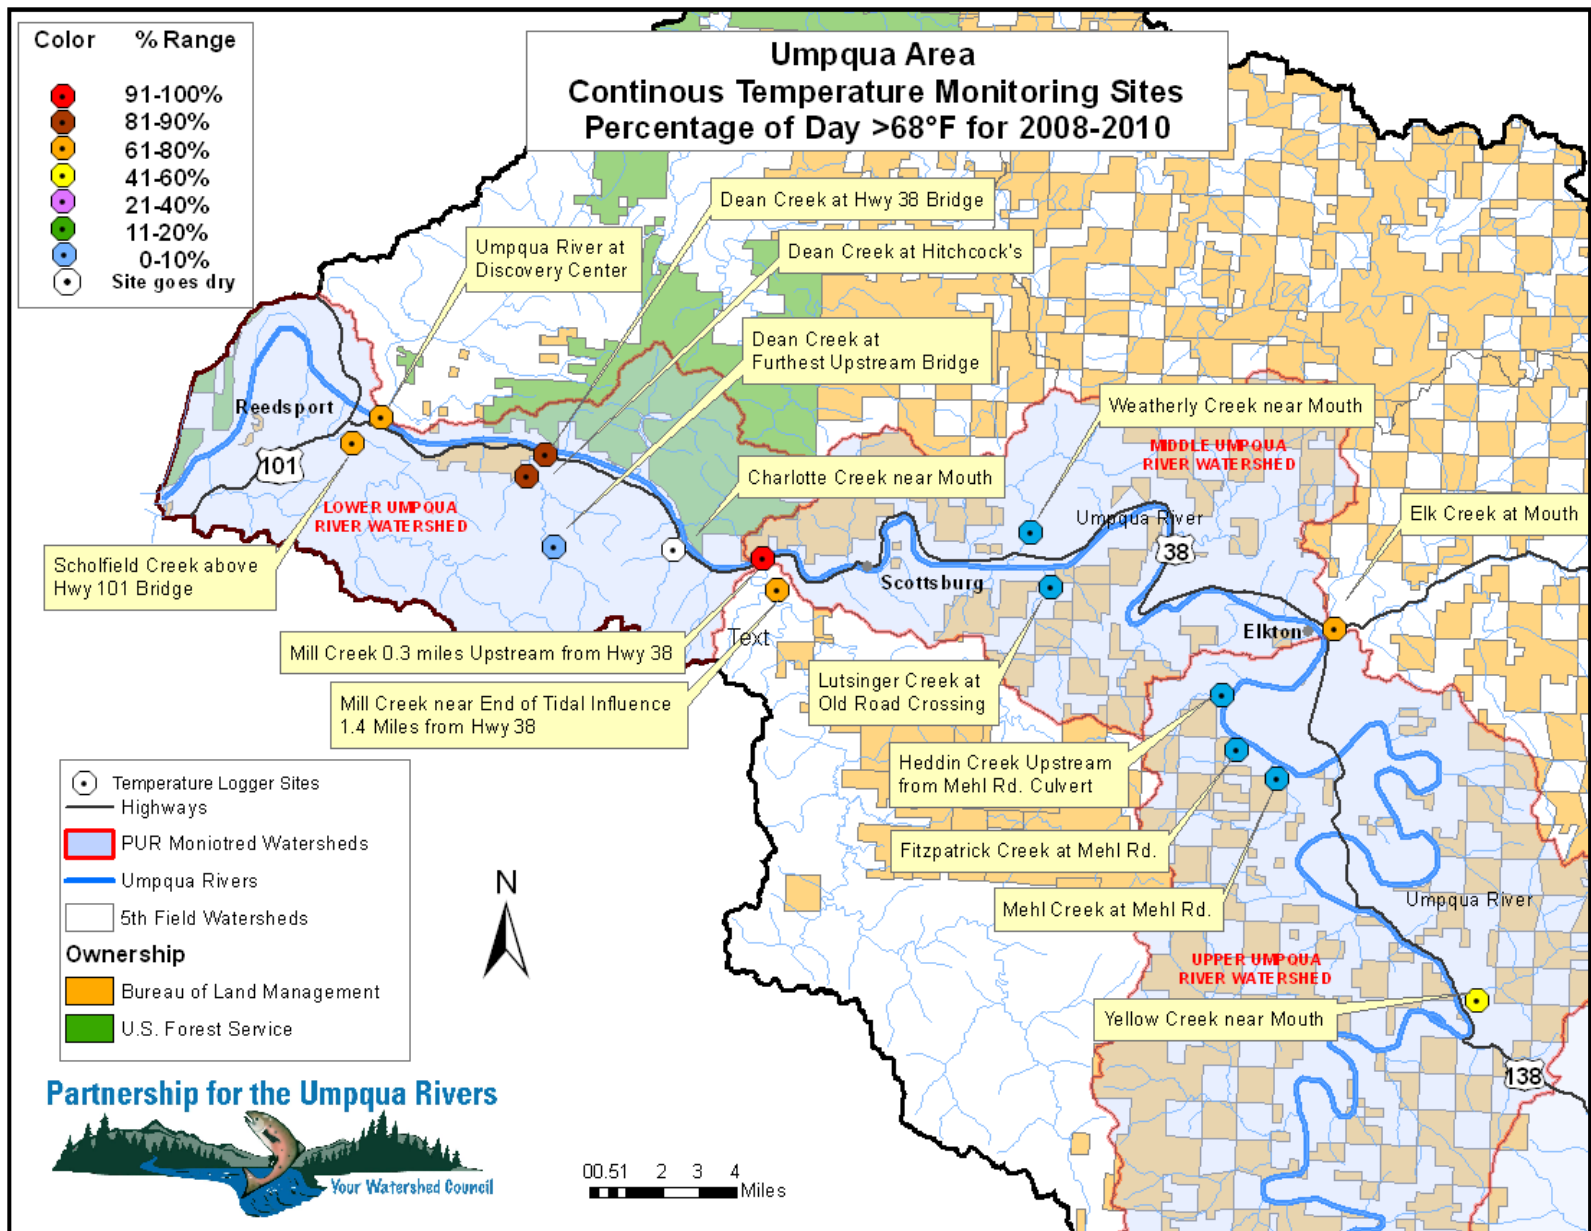 Color % Range
91-100%
81-90%
61-80%
41-60%
21-40%
11-20%
0-10%
Site goes dry
Umpqua Area
Continous Temperature Monitoring Sites
Percentage of Day >68°F for 2008-2010
Dean Creek at Hwy 38 Bridge
Umpqua River at
Discovery Center
Dean Creek at Hitchcock's
Dean Creek at
Furthest Upstream Bridge
Weatherly Creek near Mouth
Reedsport
101
MIDDLE UMPQUA
RIVER WATERSHED
Charlotte Creek near Mouth
LOWER UMPQUA
RIVER WATERSHED
Umpqua River
Elk Creek at Mouth
38
Scholfield Creek above
Hwy 101 Bridge
Scottsburg
Text
Elkton
Mill Creek 0.3 miles Upstream from Hwy 38
Mill Creek near End of Tidal Influence
1.4 Miles from Hwy 38
Lutsinger Creek at
Old Road Crossing
Heddin Creek Upstream
from Mehl Rd. Culvert
Fitzpatrick Creek at Mehl Rd.
Mehl Creek at Mehl Rd.
Umpqua River
UPPER UMPQUA
RIVER WATERSHED
Yellow Creek near Mouth
138
Temperature Logger Sites
Highways
PUR Moniotred Watersheds
Umpqua Rivers
5th Field Watersheds
Ownership
Bureau of Land Management
U.S. Forest Service
N
Partnership for the Umpqua Rivers
Your Watershed Council
00.51 2 3 4
Miles